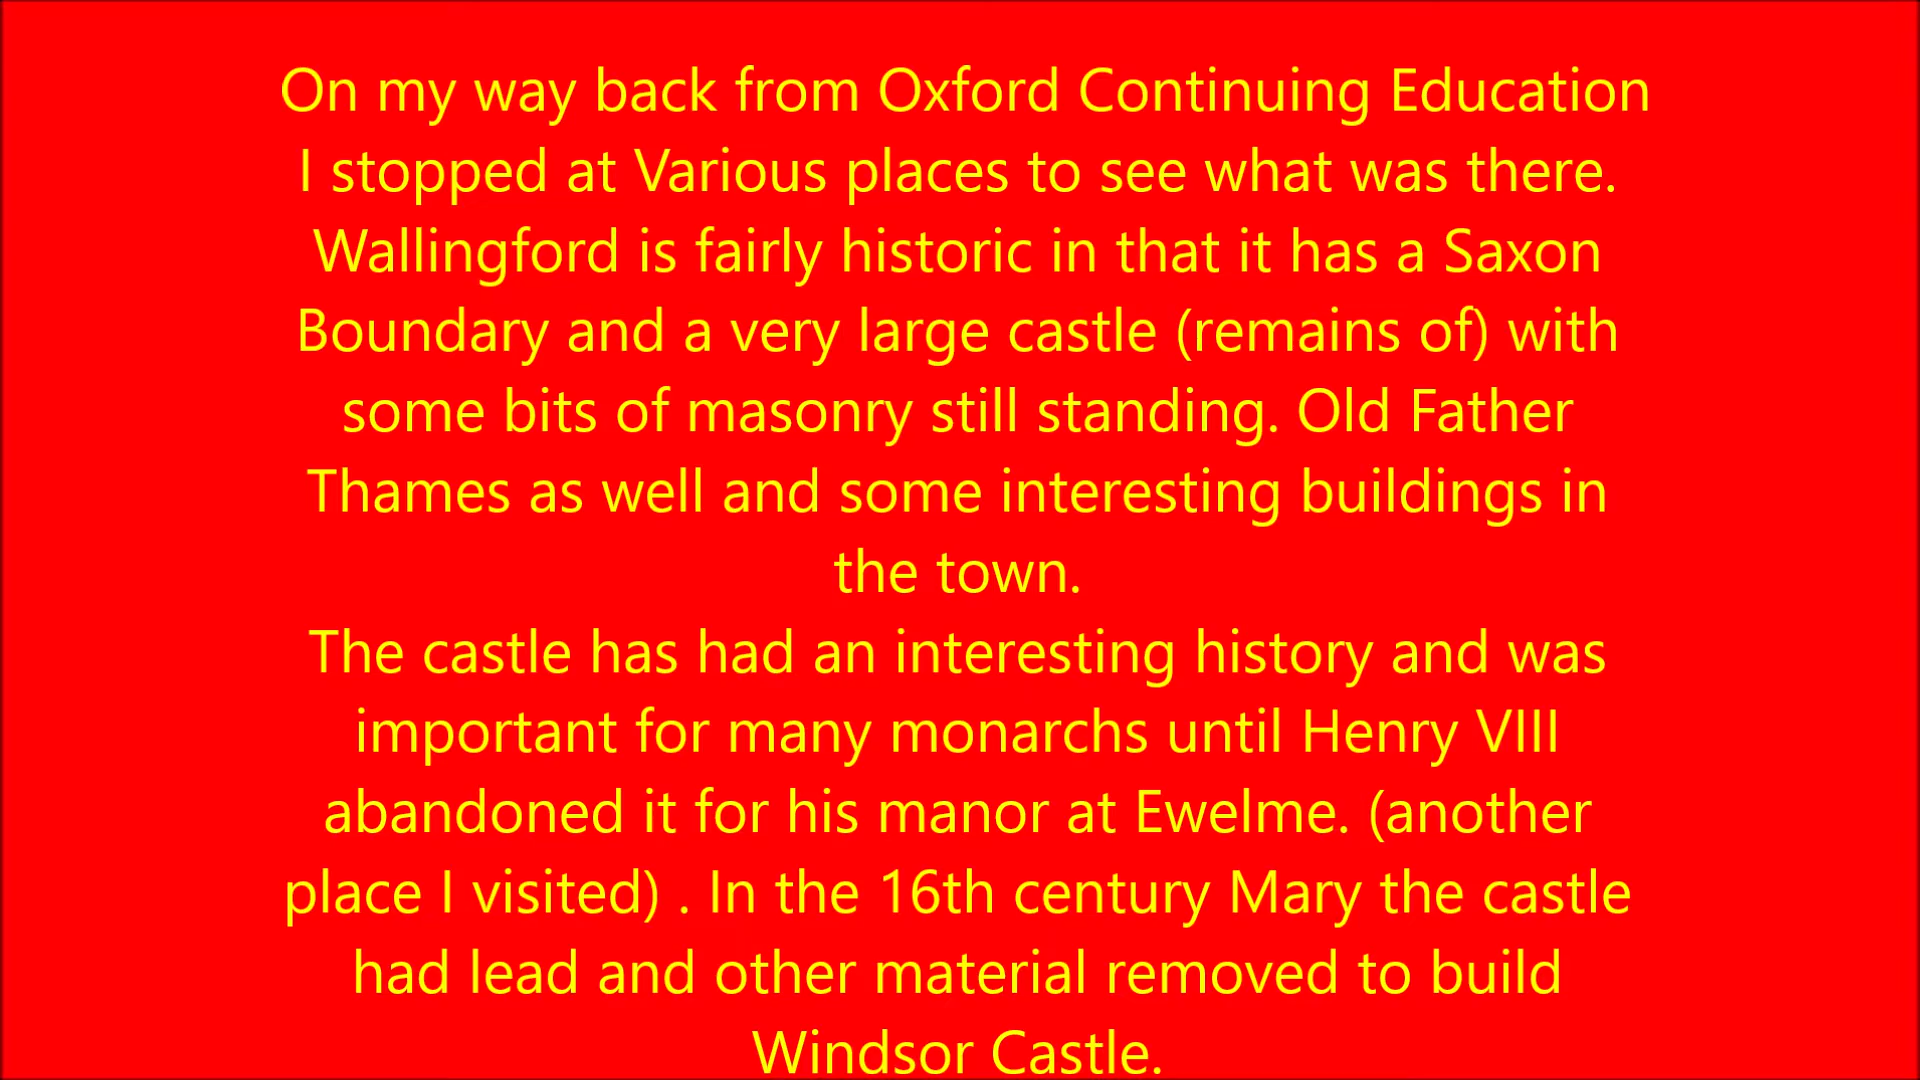 On my way back from Oxford Continuing Education
I stopped at Various places to see what was there.
Wallingford is fairly historic in that it has a Saxon
Boundary and a very large castle (remains of) with
some bits of masonry still standing. Old Father
Thames as well and some interesting buildings in
the town.
The castle has had an interesting history and was
important for many monarchs until Henry VIII
abandoned it for his manor at Ewelme. (another
place I visited) . In the 16th century Mary the castle
had lead and other material removed to build
Windsor Castle.